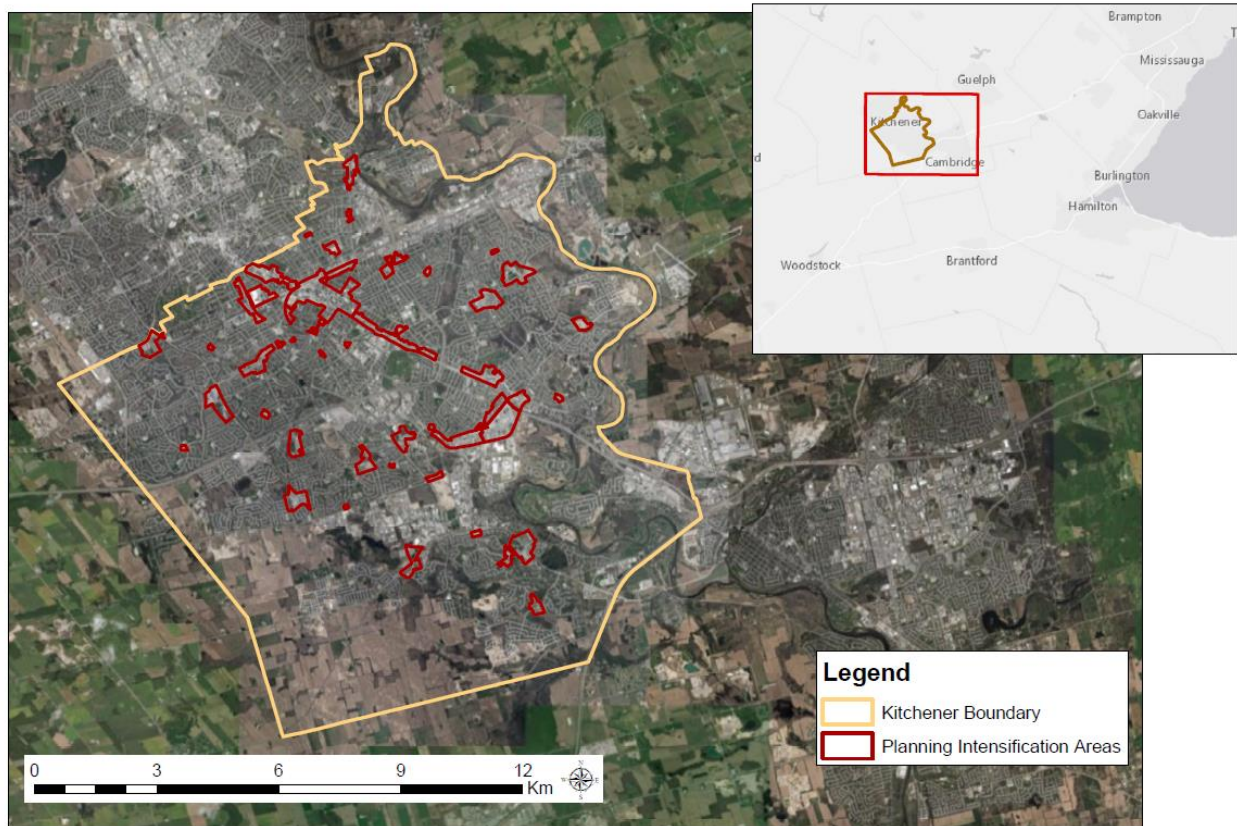 Brampton
T
Mississauga
Guelph
Oakville
Kitchener
rd
Cambridge
Burlington
Hamilton
Woodstock
Brantford
Legend
Kitchener Boundary
Planning Intensification Areas
0 3 6 9 12
Km
N
W E
S